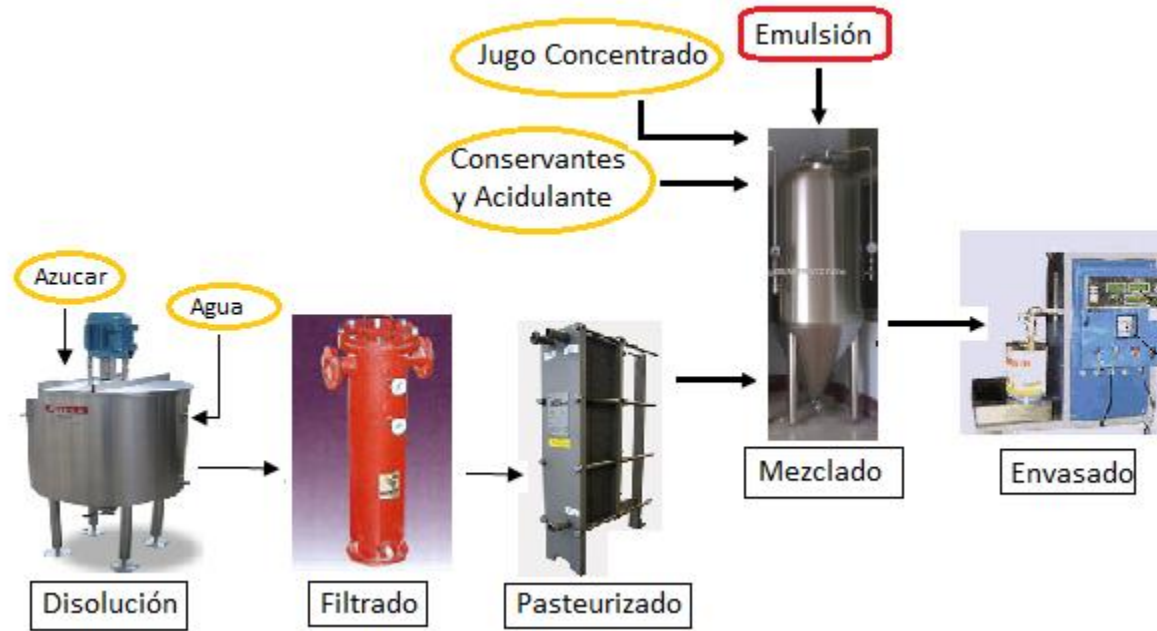 Emulsión
Jugo Concentrado
Conservantes
y Acidulante
Azucar
Agua
Mezclado
Envasado
Disolución
Filtrado
Pasteurizado